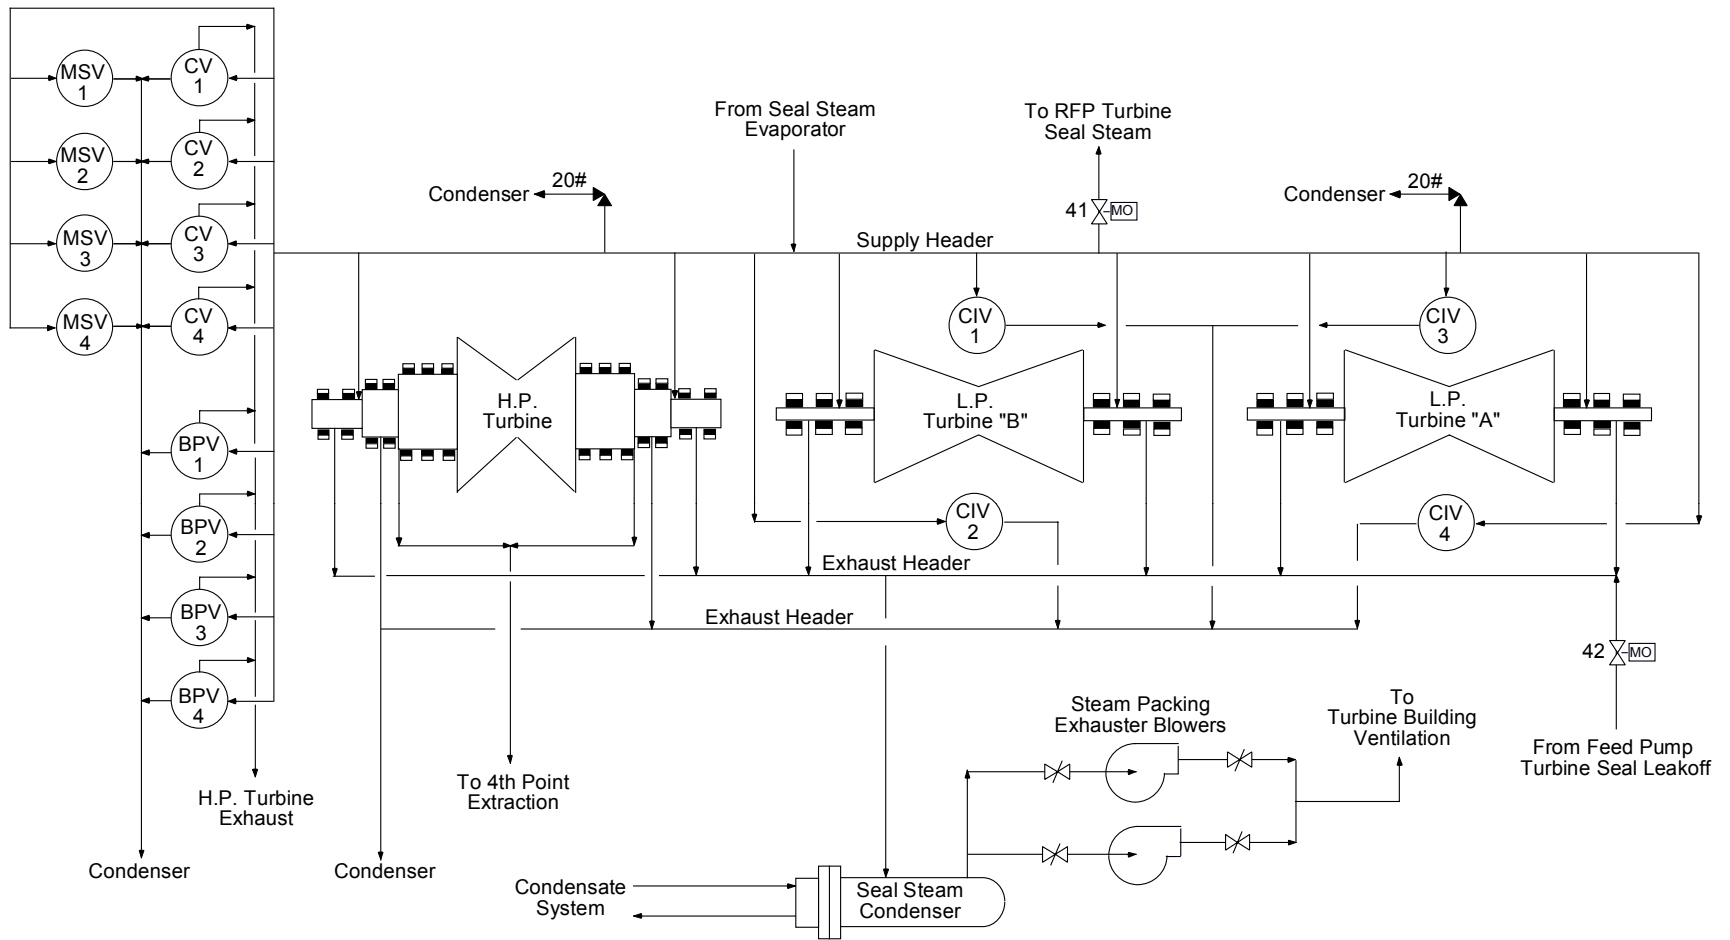 MSV
1
CV
1
MSV
2
CV
2
MSV
3
CV
3
MSV
4
CV
4
BPV
1
BPV
2
BPV
3
BPV
4
H.P. Turbine
Exhaust
Condenser
Condenser
Condenser
20#
From Seal Steam
Evaporator
To RFP Turbine
Seal Steam
41
MO
Condenser
20#
Supply Header
CIV
1
CIV
3
H.P.
Turbine
L.P.
Turbine "B"
L.P.
Turbine "A"
CIV
2
CIV
4
Exhaust Header
Exhaust Header
42
MO
From Feed Pump
Turbine Seal Leakoff
To 4th Point
Extraction
Steam Packing
Exhauster Blowers
To
Turbine Building
Ventilation
Condensate
System
Seal Steam
Condenser